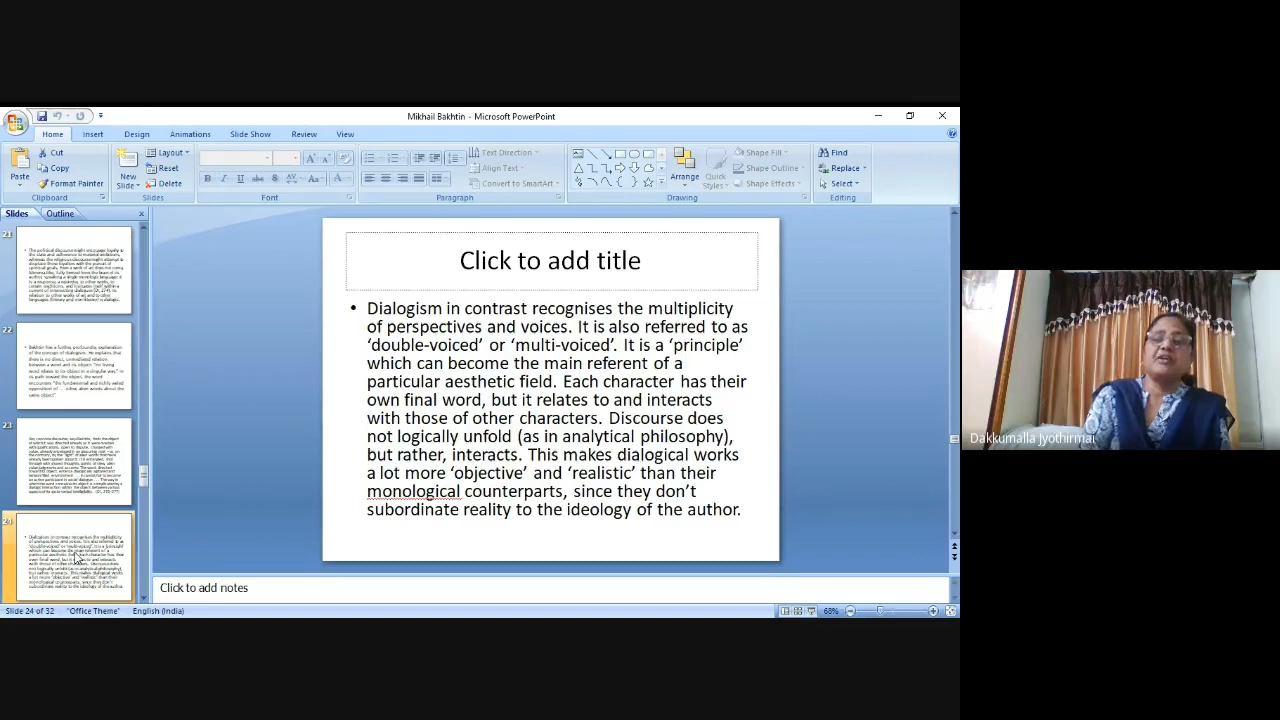 Mikhail Bakhtin - Microsoft PowerPoint
Home Insert Design Animations Slide Show Review View
Cut
Copy
Format Painter
Paste
Clipboard
New
Slide
Layout
Reset
Delete
Slides
Font
Text Direction
Align Text
Convert to SmartArt
Paragraph
Arrange
Quick
Styles
Shape Fill
Shape Outline
Shape Effects
Drawing
Find
Replace
Select
Editing
Slides Outline
21
22
23
24
Click to add title
• Dialogism in contrast recognises the multiplicity
of perspectives and voices. It is also referred to as
‘double-voiced’ or ‘multi-voiced’. It is a ‘principle’
which can become the main referent of a
particular aesthetic field. Each character has their
own final word, but it relates to and interacts
with those of other characters. Discourse does
not logically unfold (as in analytical philosophy),
but rather, interacts. This makes dialogical works
a lot more ‘objective’ and ‘realistic’ than their
monological counterparts, since they don’t
subordinate reality to the ideology of the author.
Click to add notes
Slide 24 of 32 "Office Theme" English (India) 68%
Dakkumalla Jyothirmai